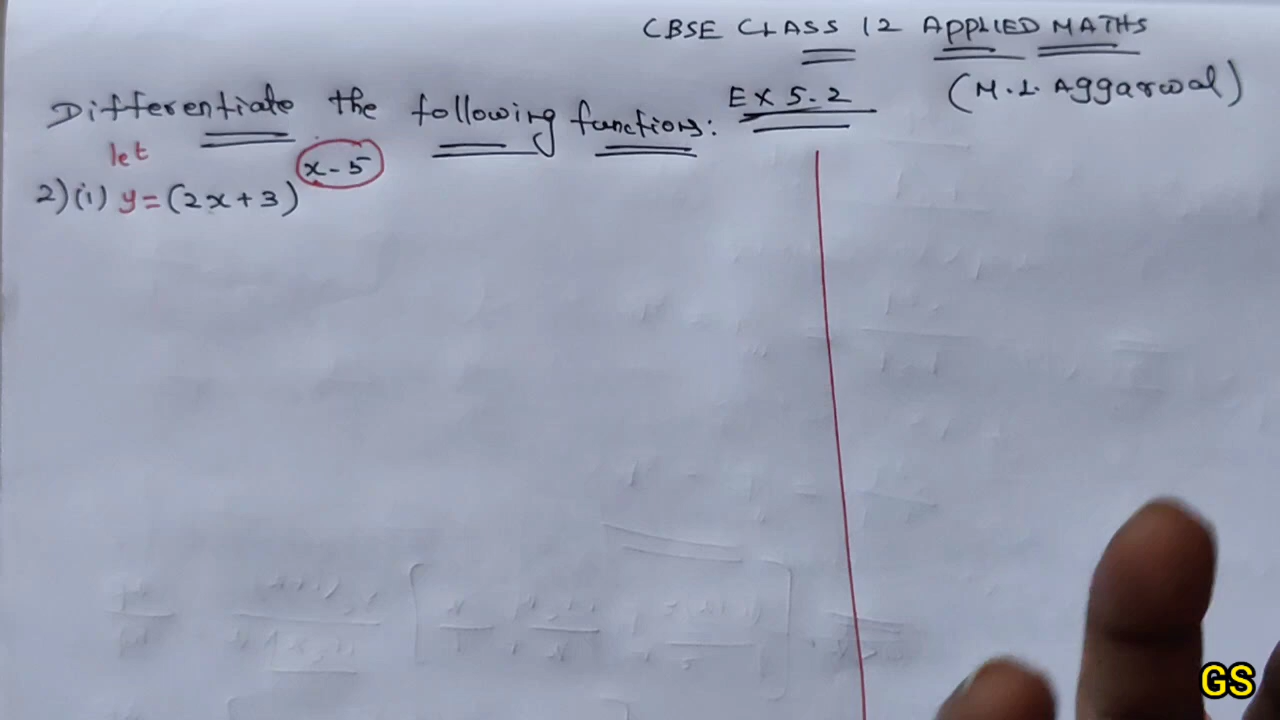 CBSE CLASS 12 APPLIED MATHS
(M.L. Aggarwal)
Differentiate the following functions: EX 5.2
let
2)(i) y=(2x+3)^{x-5}
GS